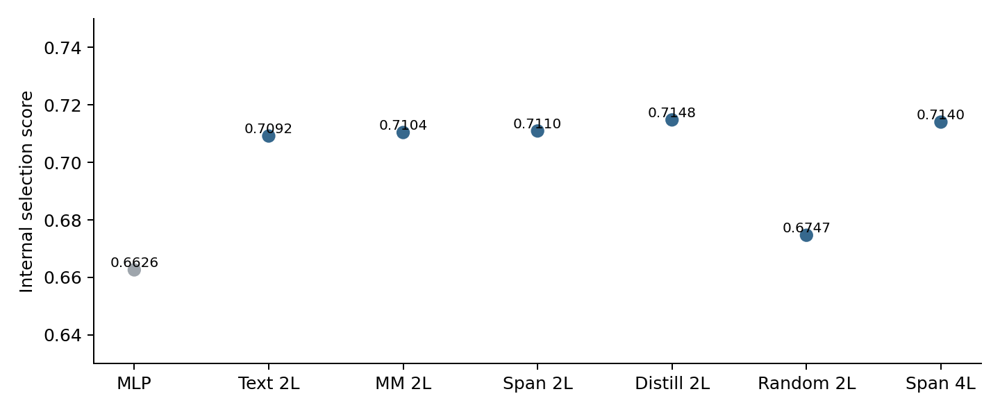 Internal selection score
0.74
0.72
0.70
0.68
0.66
0.64
0.6626
0.7092
0.7104
0.7110
0.7148
0.6747
0.7140
MLP
Text 2L
MM 2L
Span 2L
Distill 2L
Random 2L
Span 4L